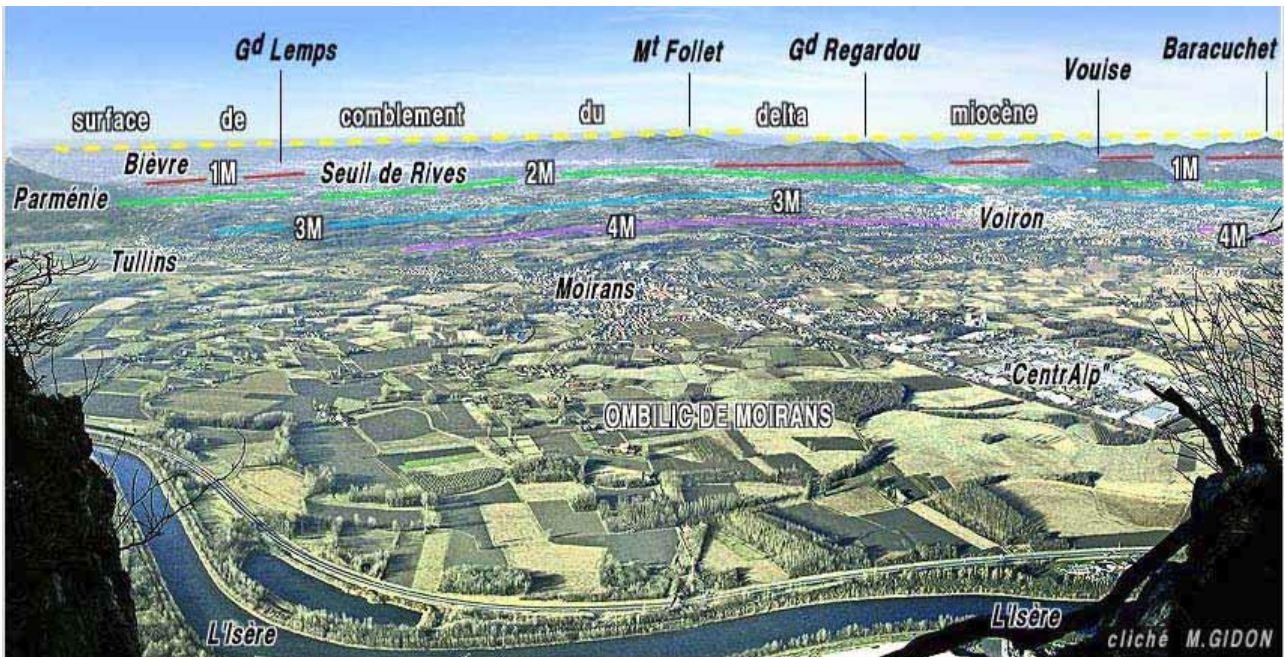 Gd Lemps
Mt Follet
Gd Regardou
Vouise
Baracuchet
surface de comblement du delta miocène
Bièvre
1M
Seuil de Rives
2M
1M
Parménie
3M
4M
3M
Voiron
4M
Tullins
Moirans
"CentrAlp"
OMBILIC DE MOIRANS
L'Isère
L'Isère
cliché M.GIDON